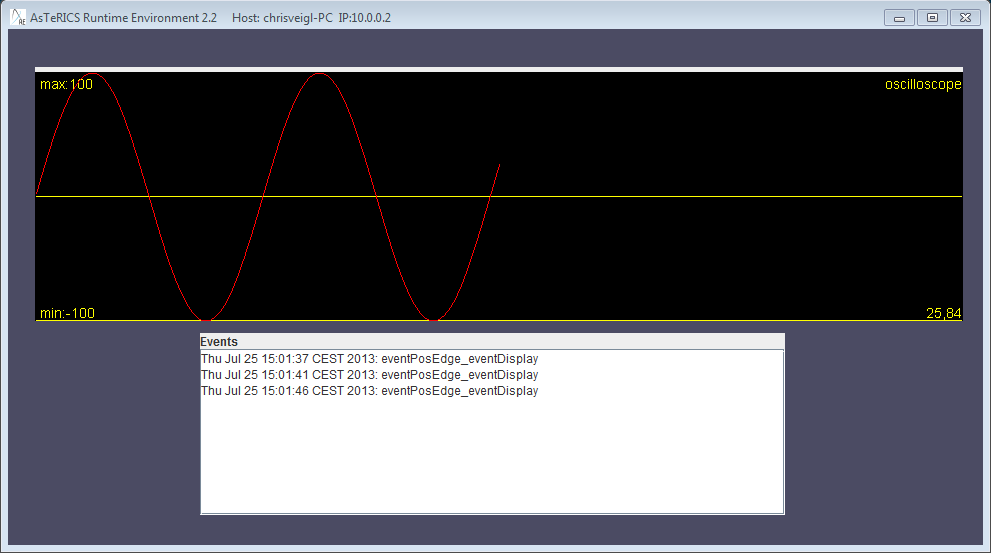 AsTeRICS Runtime Environment 2.2 Host: chrisveigl-PC IP:10.0.0.2
max:100 oscilloscope
min:-100 25,84
Events
Thu Jul 25 15:01:37 CEST 2013: eventPosEdge_eventDisplay
Thu Jul 25 15:01:41 CEST 2013: eventPosEdge_eventDisplay
Thu Jul 25 15:01:46 CEST 2013: eventPosEdge_eventDisplay